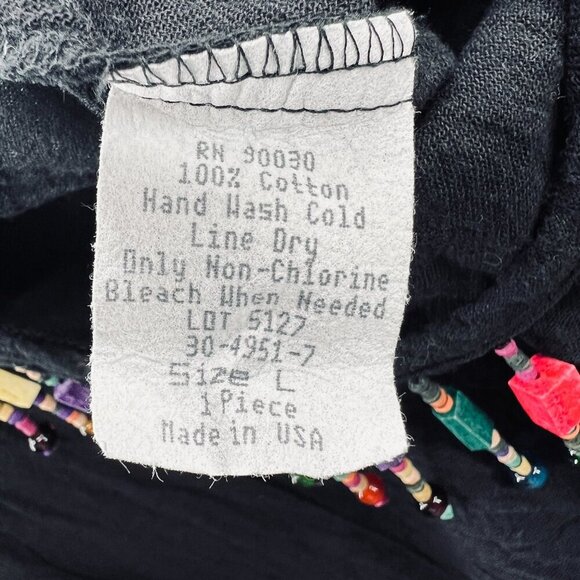 RN 90030
100% Cotton
Hand Wash Cold
Line Dry
Only Non-Chlorine
Bleach When Needed
LOT 5127
30-4951-7
Size L
1 Piece
Made in USA